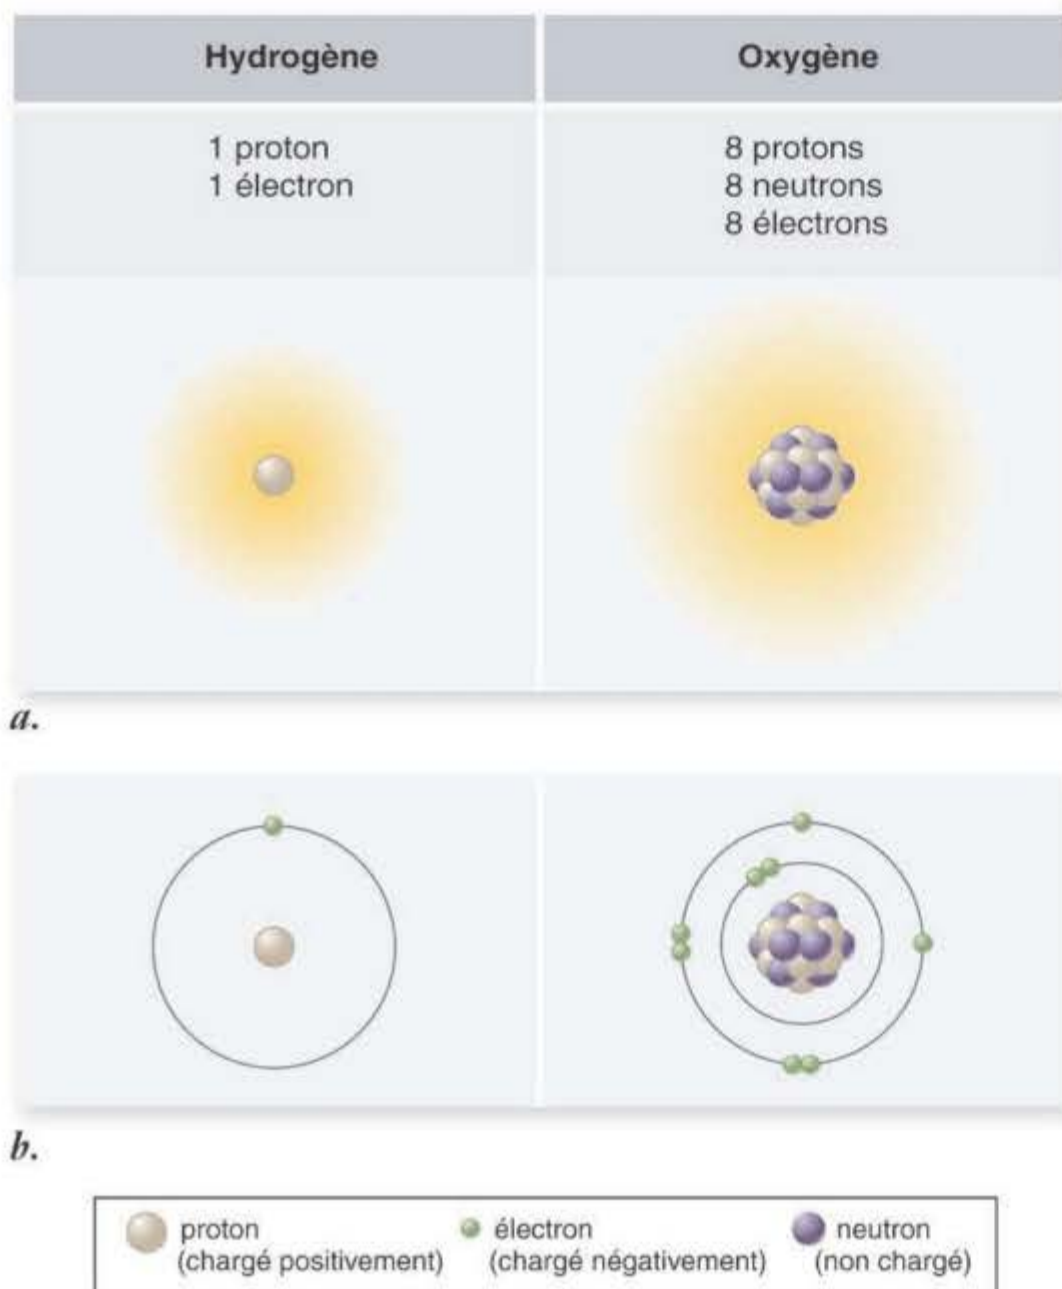 Hydrogène
Oxygène
1 proton
1 électron
8 protons
8 neutrons
8 électrons
a.
b.
proton
(chargé positivement)
électron
(chargé négativement)
neutron
(non chargé)